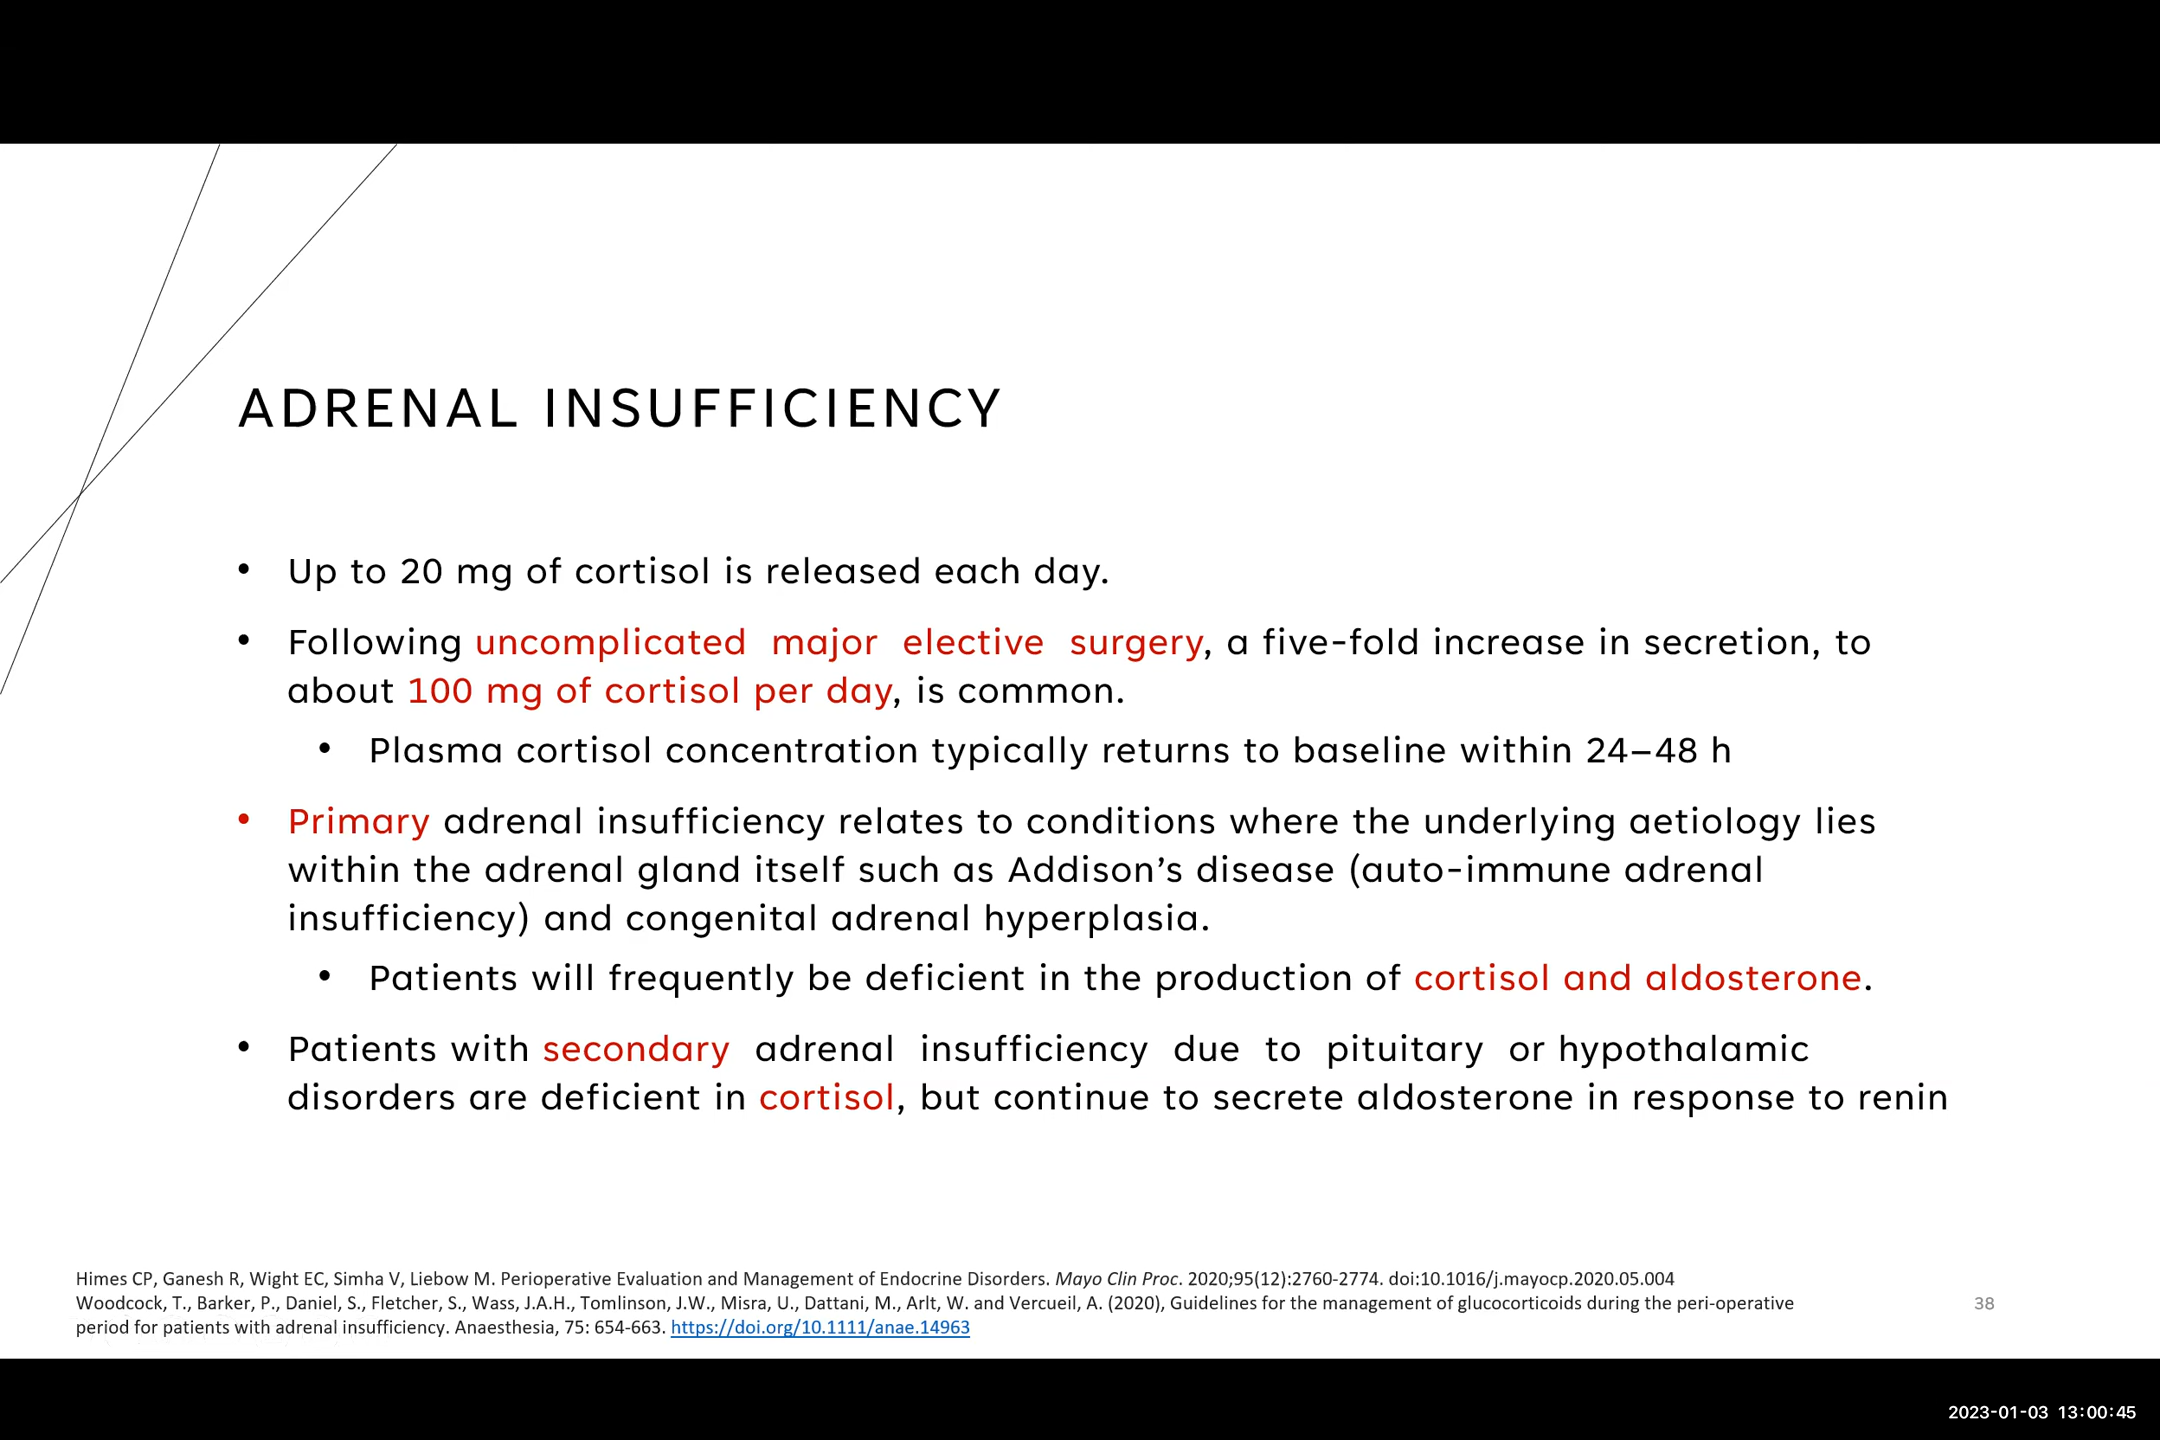 ADRENAL INSUFFICIENCY
• Up to 20 mg of cortisol is released each day.
• Following uncomplicated major elective surgery, a five-fold increase in secretion, to
about 100 mg of cortisol per day, is common.
• Plasma cortisol concentration typically returns to baseline within 24–48 h
• Primary adrenal insufficiency relates to conditions where the underlying aetiology lies
within the adrenal gland itself such as Addison’s disease (auto-immune adrenal
insufficiency) and congenital adrenal hyperplasia.
• Patients will frequently be deficient in the production of cortisol and aldosterone.
• Patients with secondary adrenal insufficiency due to pituitary or hypothalamic
disorders are deficient in cortisol, but continue to secrete aldosterone in response to renin
Himes CP, Ganesh R, Wight EC, Simha V, Liebow M. Perioperative Evaluation and Management of Endocrine Disorders. Mayo Clin Proc. 2020;95(12):2760-2774. doi:10.1016/j.mayocp.2020.05.004
Woodcock, T., Barker, P., Daniel, S., Fletcher, S., Wass, J.A.H., Tomlinson, J.W., Misra, U., Dattani, M., Arlt, W. and Vercueil, A. (2020), Guidelines for the management of glucocorticoids during the peri-operative
period for patients with adrenal insufficiency. Anaesthesia, 75: 654-663. https://doi.org/10.1111/anae.14963
38
2023-01-03 13:00:45